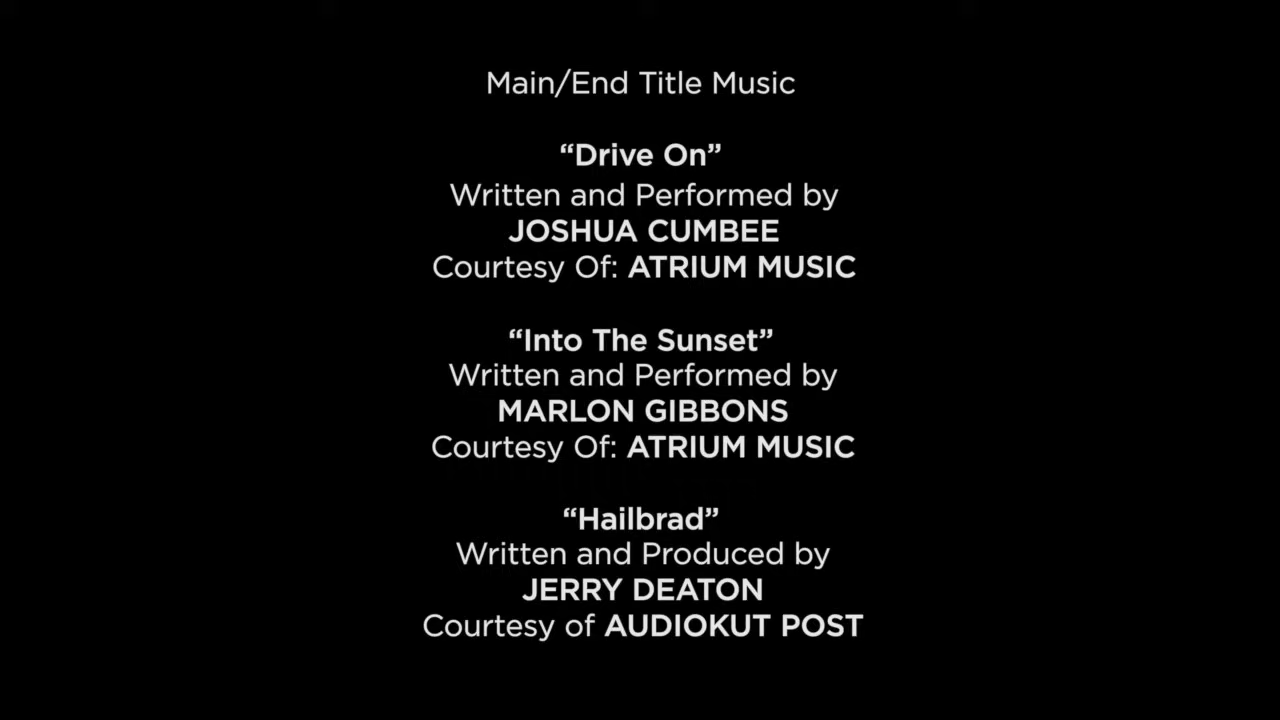 Main/End Title Music
“Drive On”
Written and Performed by
JOSHUA CUMBEE
Courtesy Of: ATRIUM MUSIC
“Into The Sunset”
Written and Performed by
MARLON GIBBONS
Courtesy Of: ATRIUM MUSIC
“Hailbrad”
Written and Produced by
JERRY DEATON
Courtesy of AUDIOKUT POST